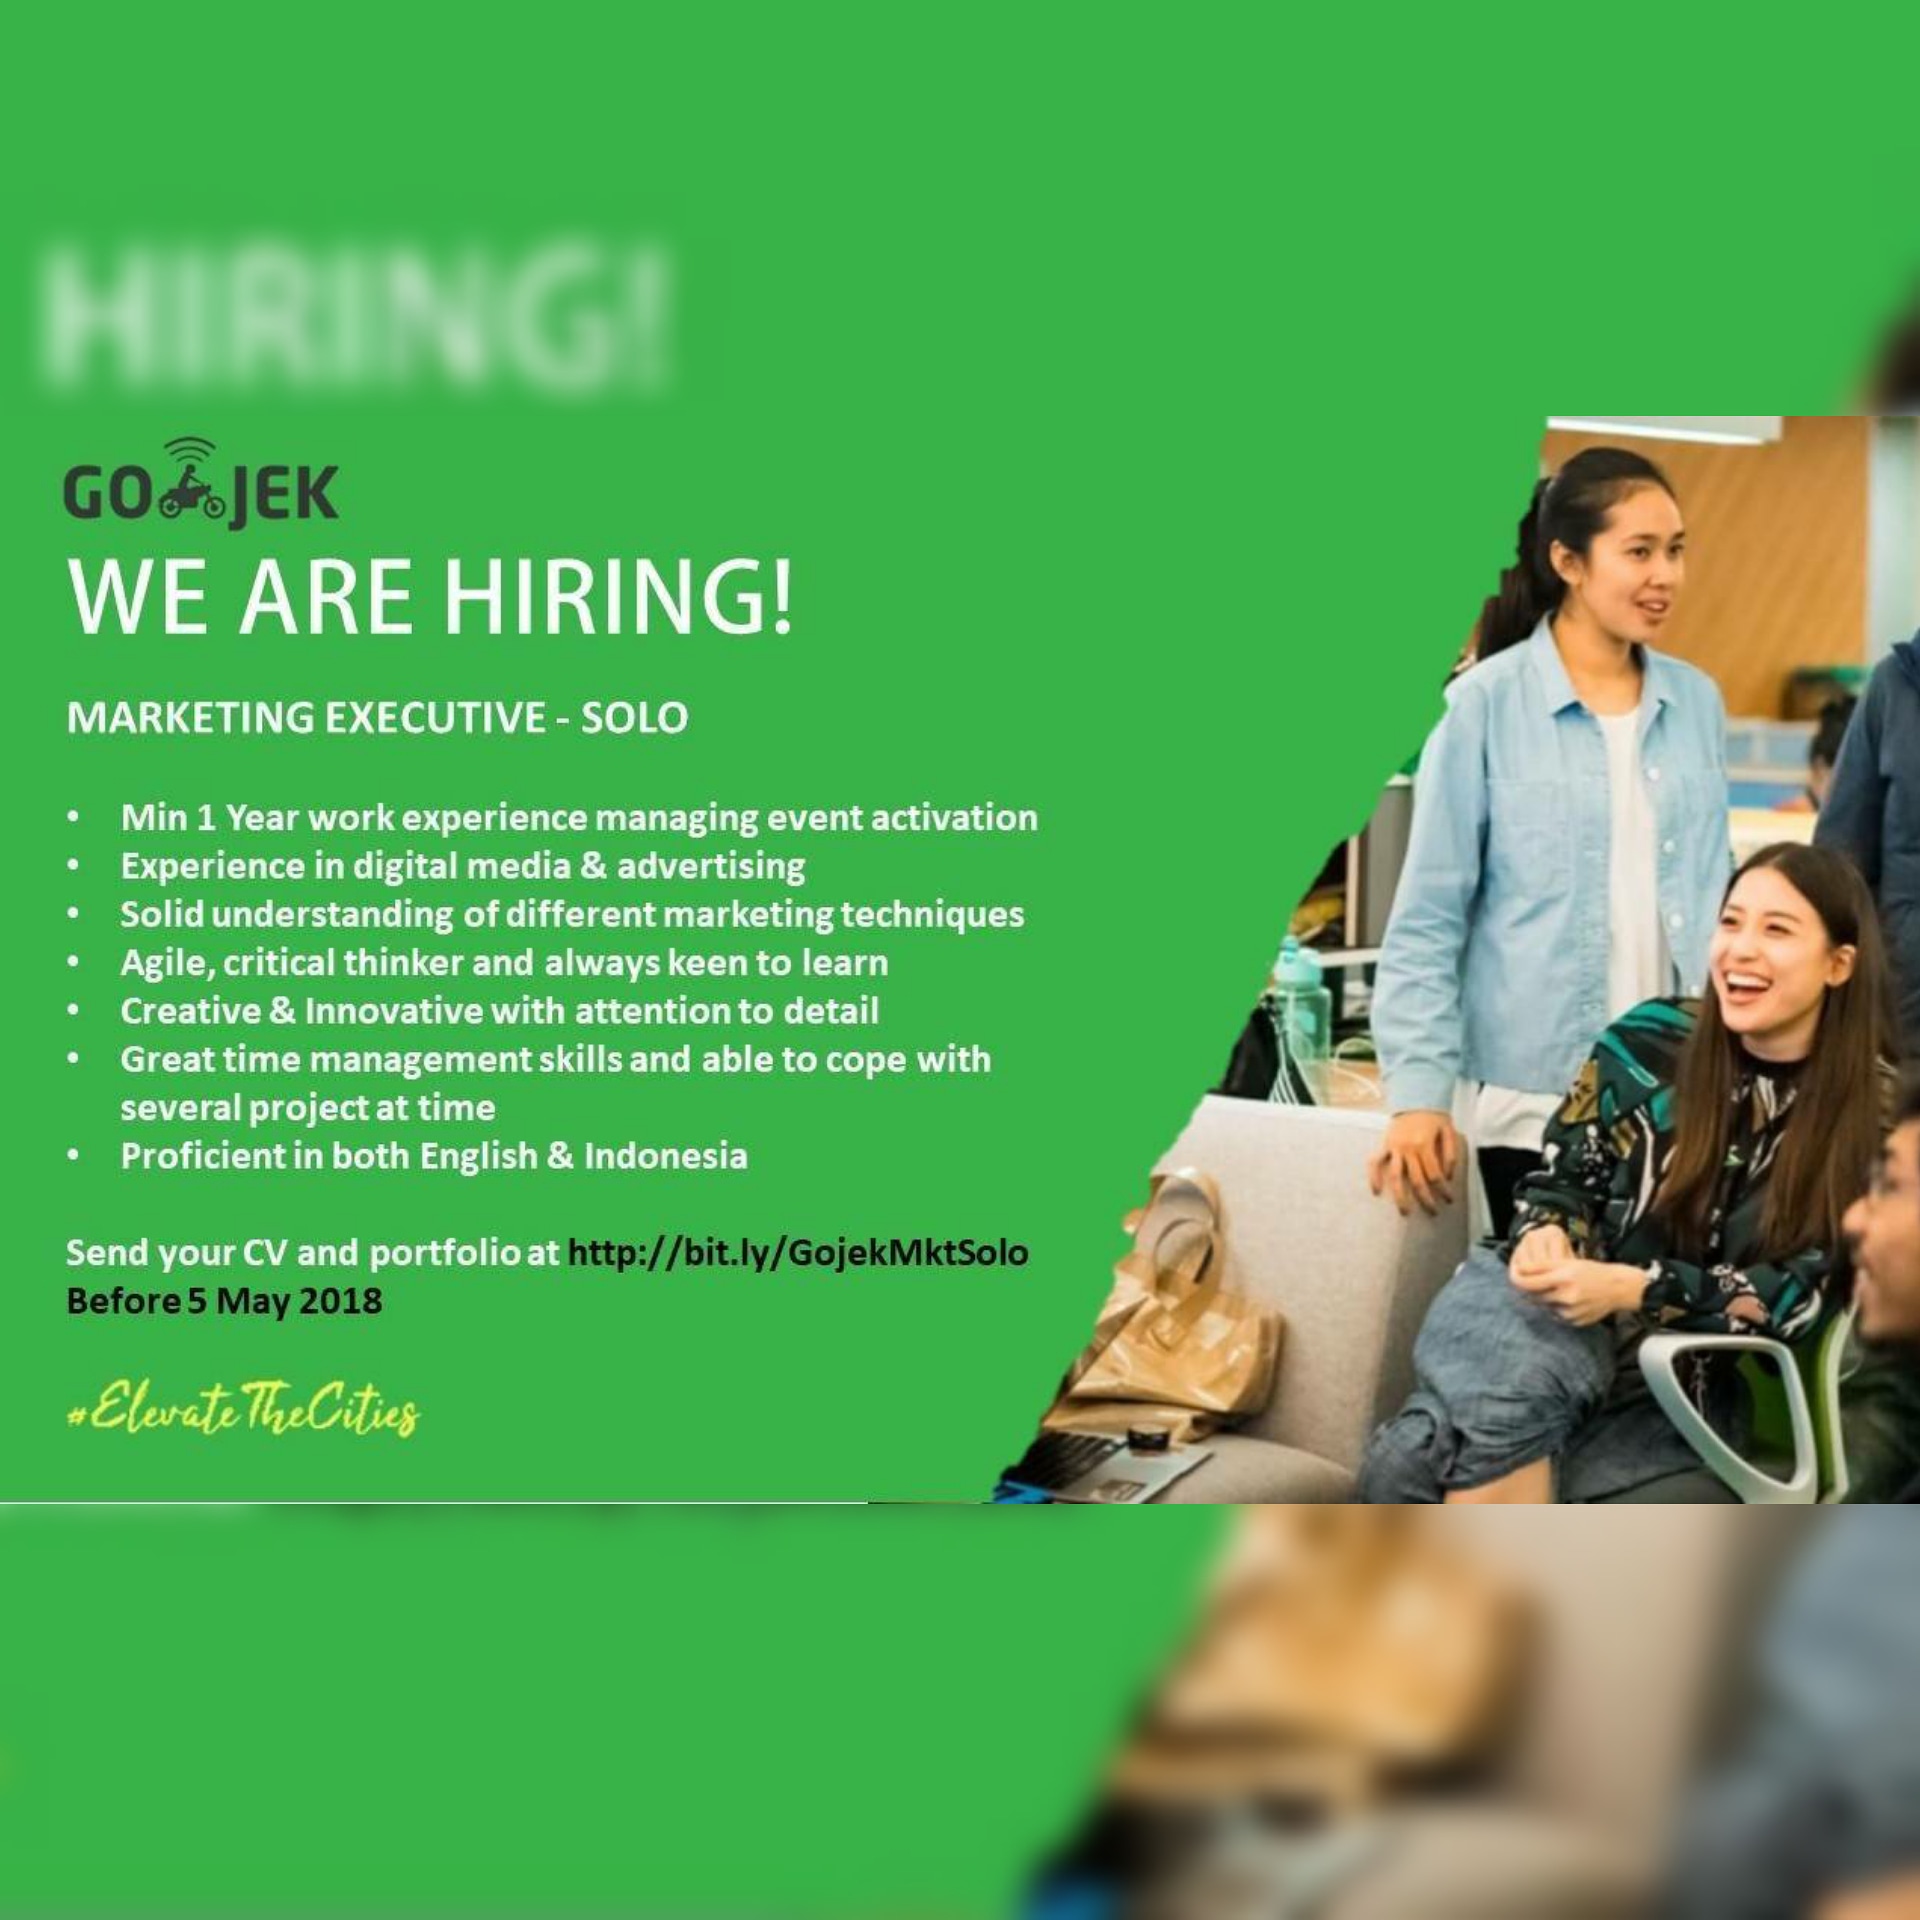 HIRING!
GO JEK
WE ARE HIRING!
MARKETING EXECUTIVE - SOLO
• Min 1 Year work experience managing event activation
• Experience in digital media & advertising
• Solid understanding of different marketing techniques
• Agile, critical thinker and always keen to learn
• Creative & Innovative with attention to detail
• Great time management skills and able to cope with
several project at time
• Proficient in both English & Indonesia
Send your CV and portfolio at http://bit.ly/GojekMktSolo
Before 5 May 2018
#ElevateTheCities